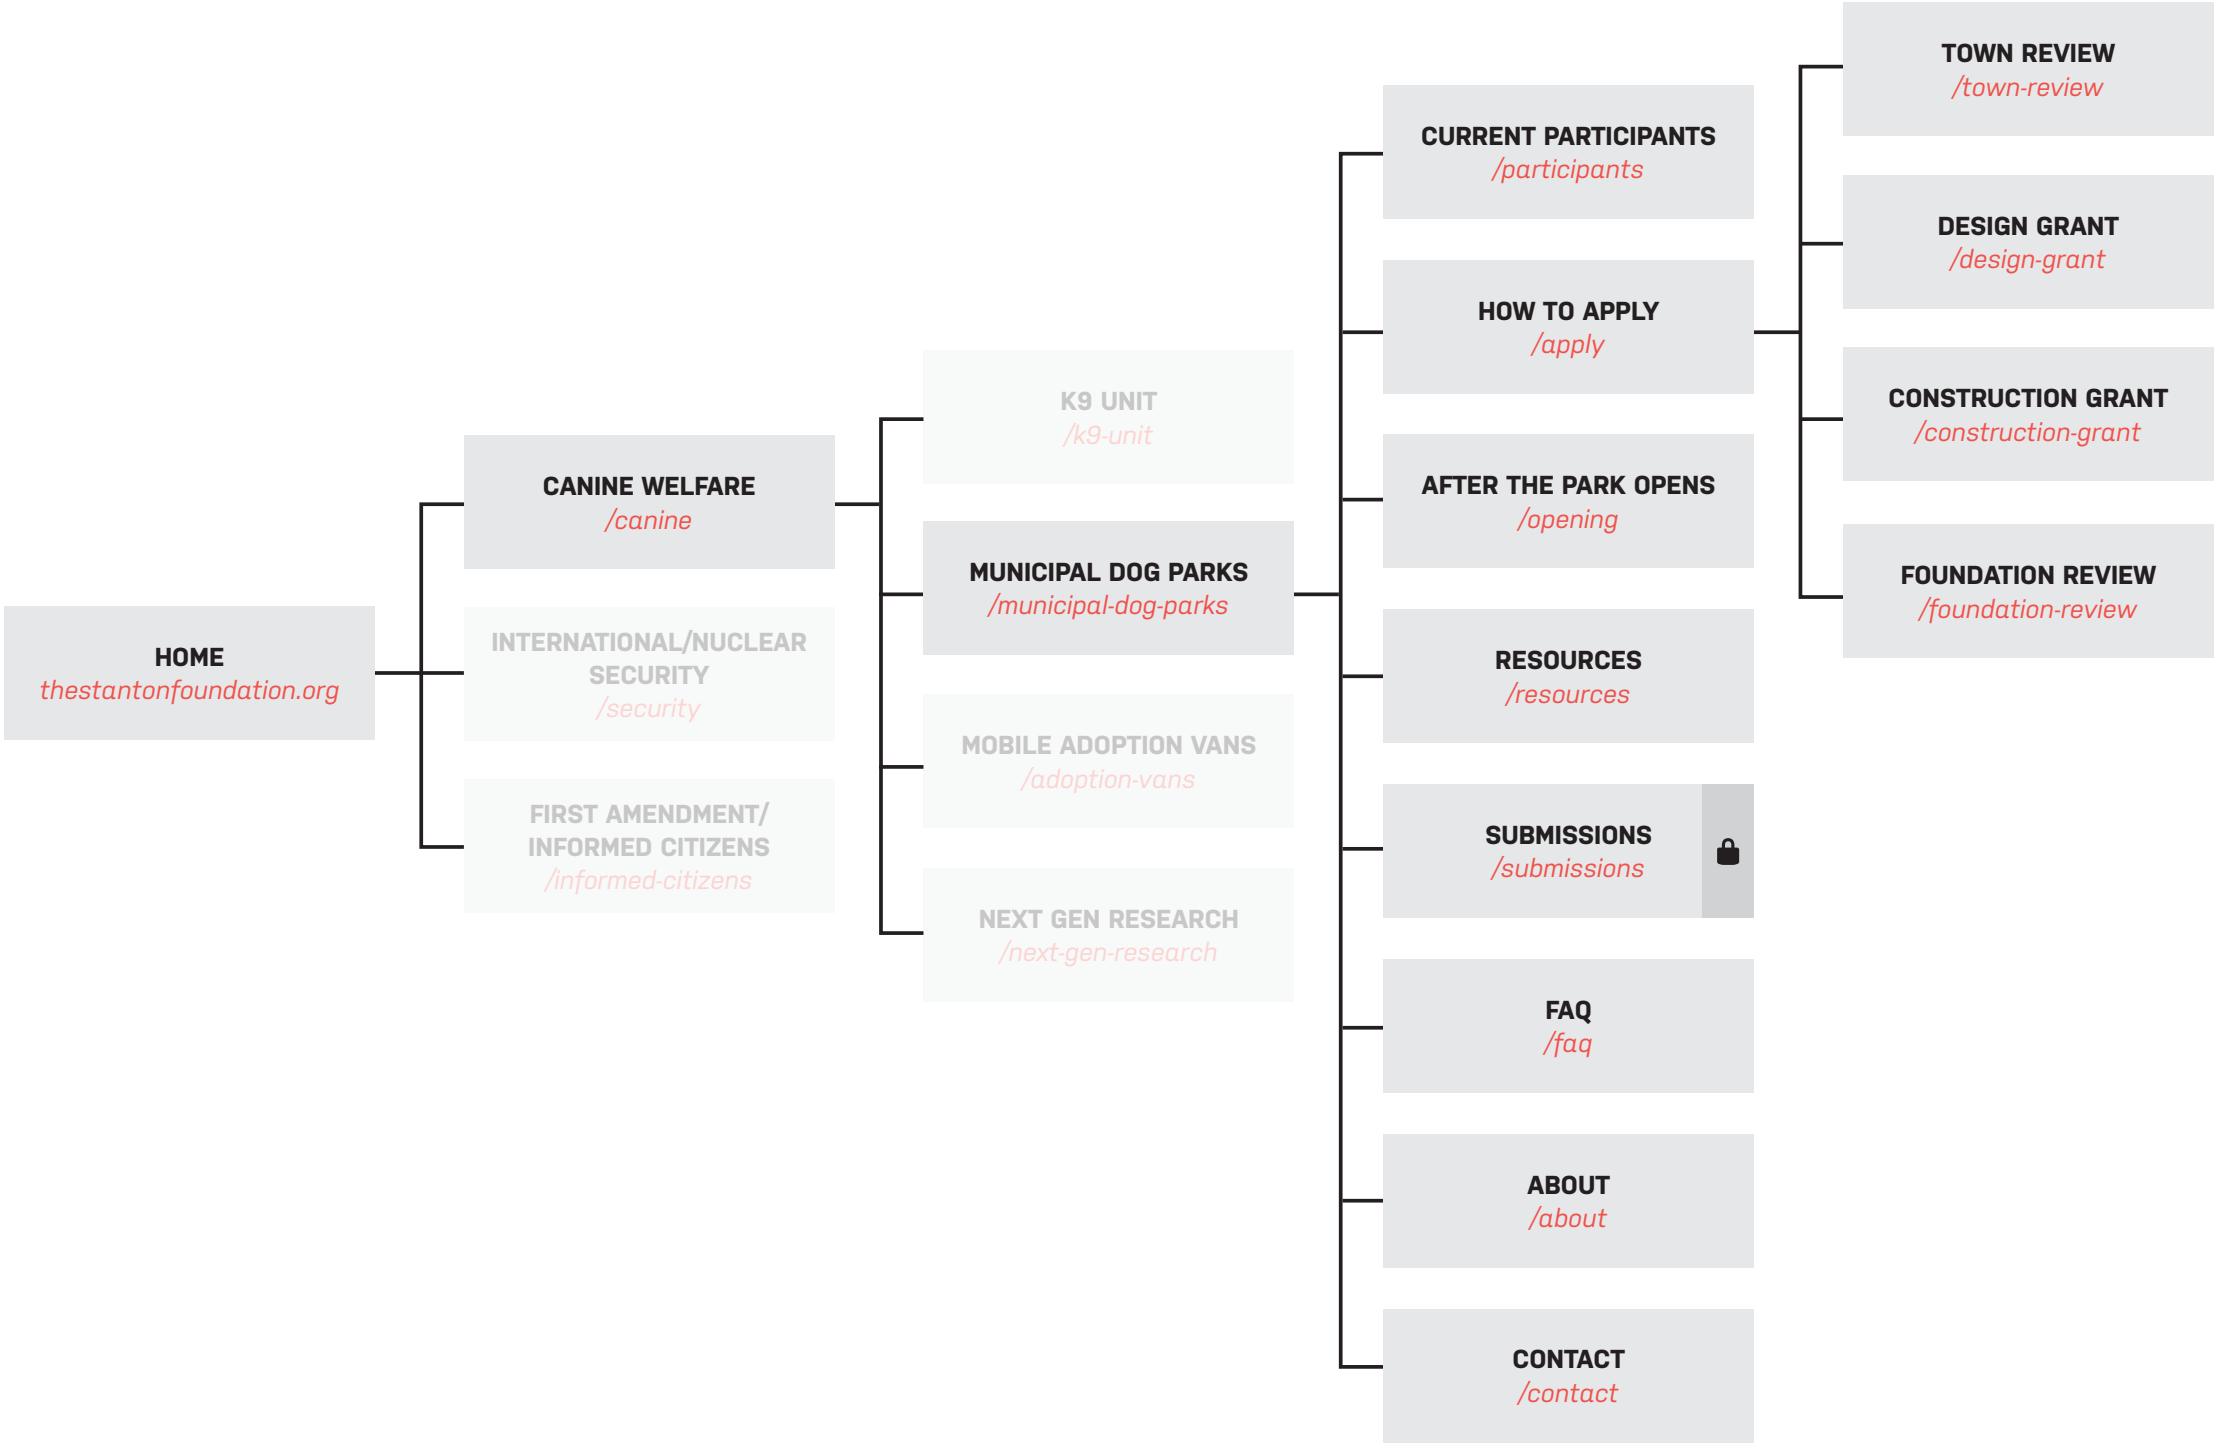 HOME
thestantonfoundation.org
CANINE WELFARE
/canine
INTERNATIONAL/NUCLEAR
SECURITY
/security
FIRST AMENDMENT/
INFORMED CITIZENS
/informed-citizens
K9 UNIT
/k9-unit
MUNICIPAL DOG PARKS
/municipal-dog-parks
MOBILE ADOPTION VANS
/adoption-vans
NEXT GEN RESEARCH
/next-gen-research
CURRENT PARTICIPANTS
/participants
HOW TO APPLY
/apply
AFTER THE PARK OPENS
/opening
RESOURCES
/resources
SUBMISSIONS
/submissions
FAQ
/faq
ABOUT
/about
CONTACT
/contact
TOWN REVIEW
/town-review
DESIGN GRANT
/design-grant
CONSTRUCTION GRANT
/construction-grant
FOUNDATION REVIEW
/foundation-review